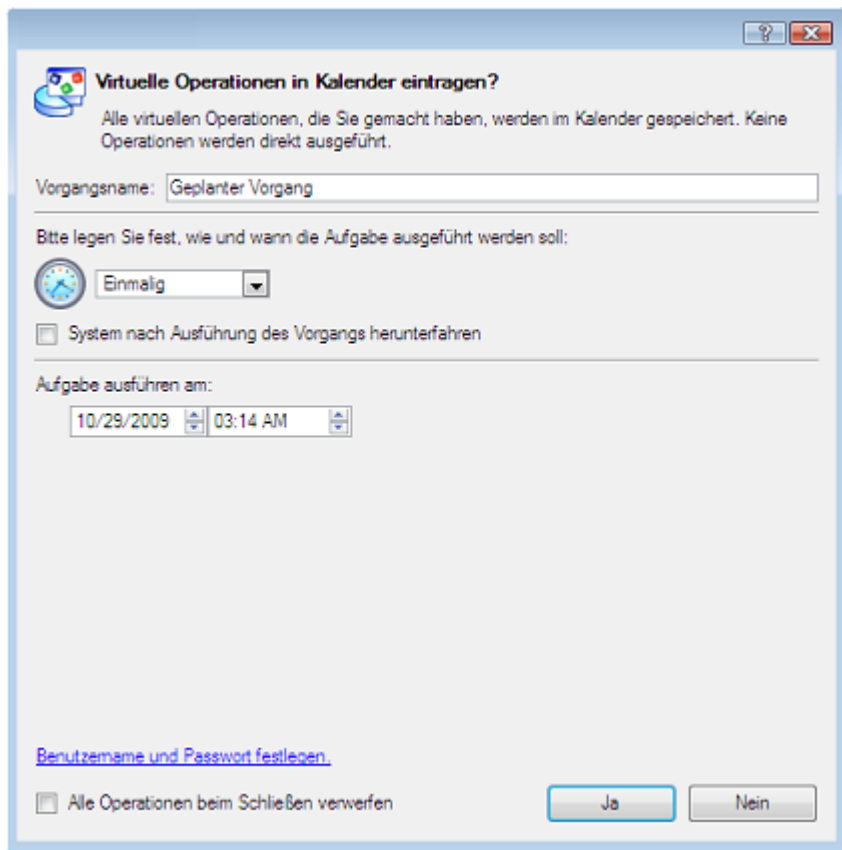 ?
Virtuelle Operationen in Kalender eintragen?
Alle virtuellen Operationen, die Sie gemacht haben, werden im Kalender gespeichert. Keine
Operationen werden direkt ausgeführt.
Vorgangsname: Geplanter Vorgang
Bitte legen Sie fest, wie und wann die Aufgabe ausgeführt werden soll:
Einmalig
System nach Ausführung des Vorgangs herunterfahren
Aufgabe ausführen am:
10/29/2009 03:14 AM
Benutzername und Passwort festlegen.
Alle Operationen beim Schließen verwerfen Ja Nein